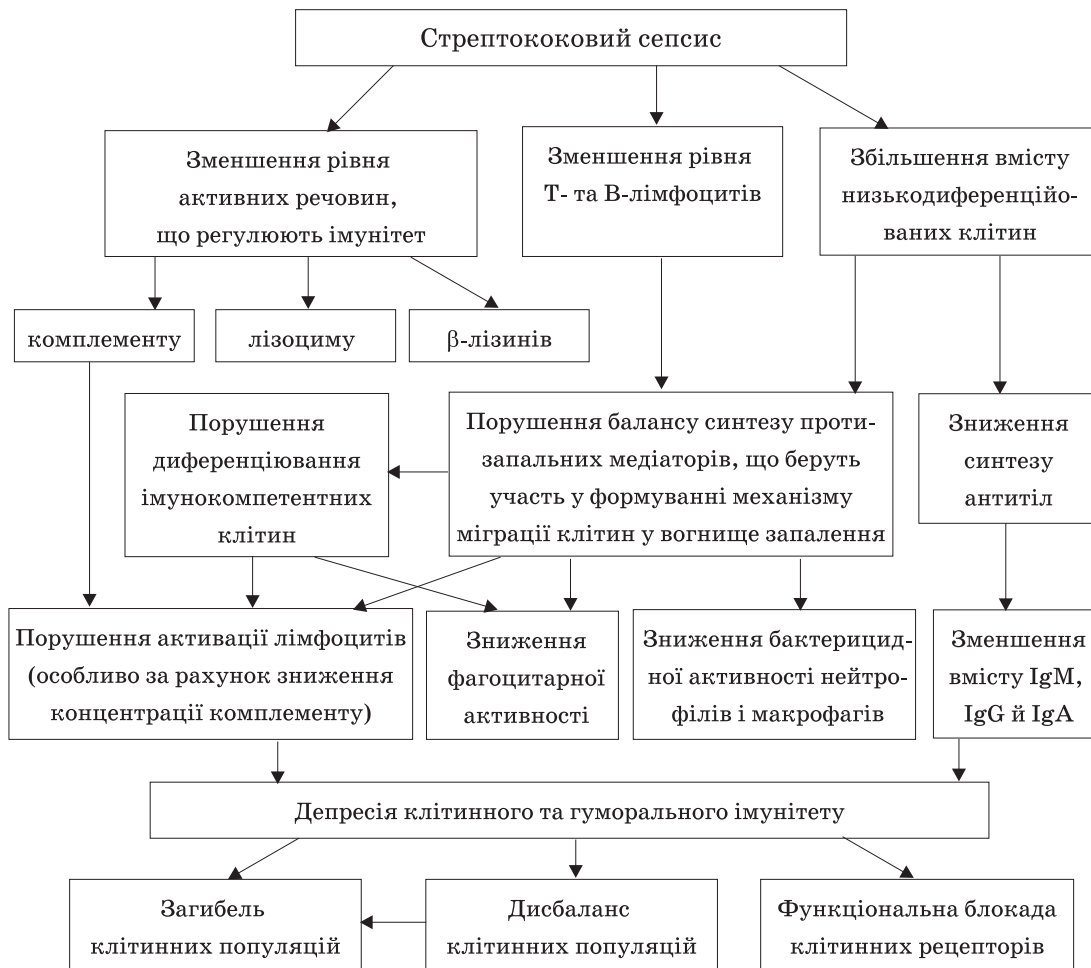 Стрептококовий сепсис
Зменшення рівня
активних речовин,
що регулюють імунітет
Зменшення рівня
Т- та В-лімфоцитів
Збільшення вмісту
низькодиференційо-
ваних клітин
комплементу
лізоциму
β-лізинів
Порушення
диференціювання
імунокомпетентних
клітин
Порушення балансу синтезу проти-
запальних медіаторів, що беруть
участь у формуванні механізму
міграції клітин у вогнище запалення
Зниження
синтезу
антитіл
Порушення активації лімфоцитів
(особливо за рахунок зниження
концентрації комплементу)
Зниження
фагоцитарної
активності
Зниження бактерицид-
ної активності нейтро-
філів і макрофагів
Зменшення
вмісту IgM,
IgG й IgA
Депресія клітинного та гуморального імунітету
Загибель
клітинних популяцій
Дисбаланс
клітинних популяцій
Функціональна блокада
клітинних рецепторів